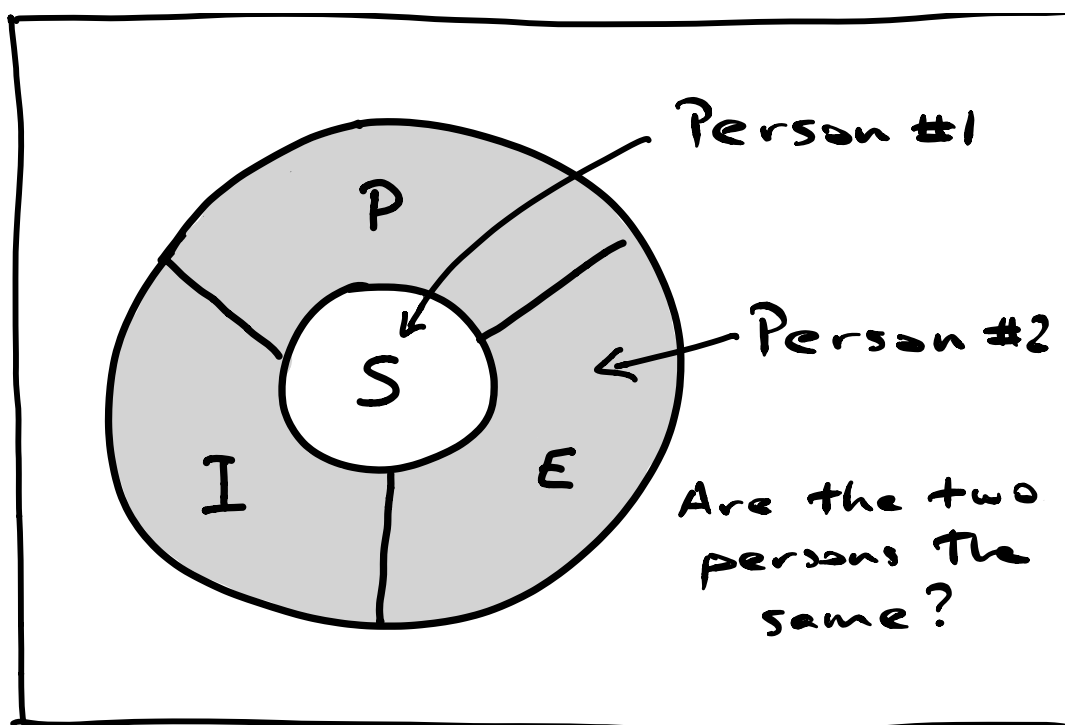 Person #1
P
Person #2
S
I
E
Are the two
persons the
same?